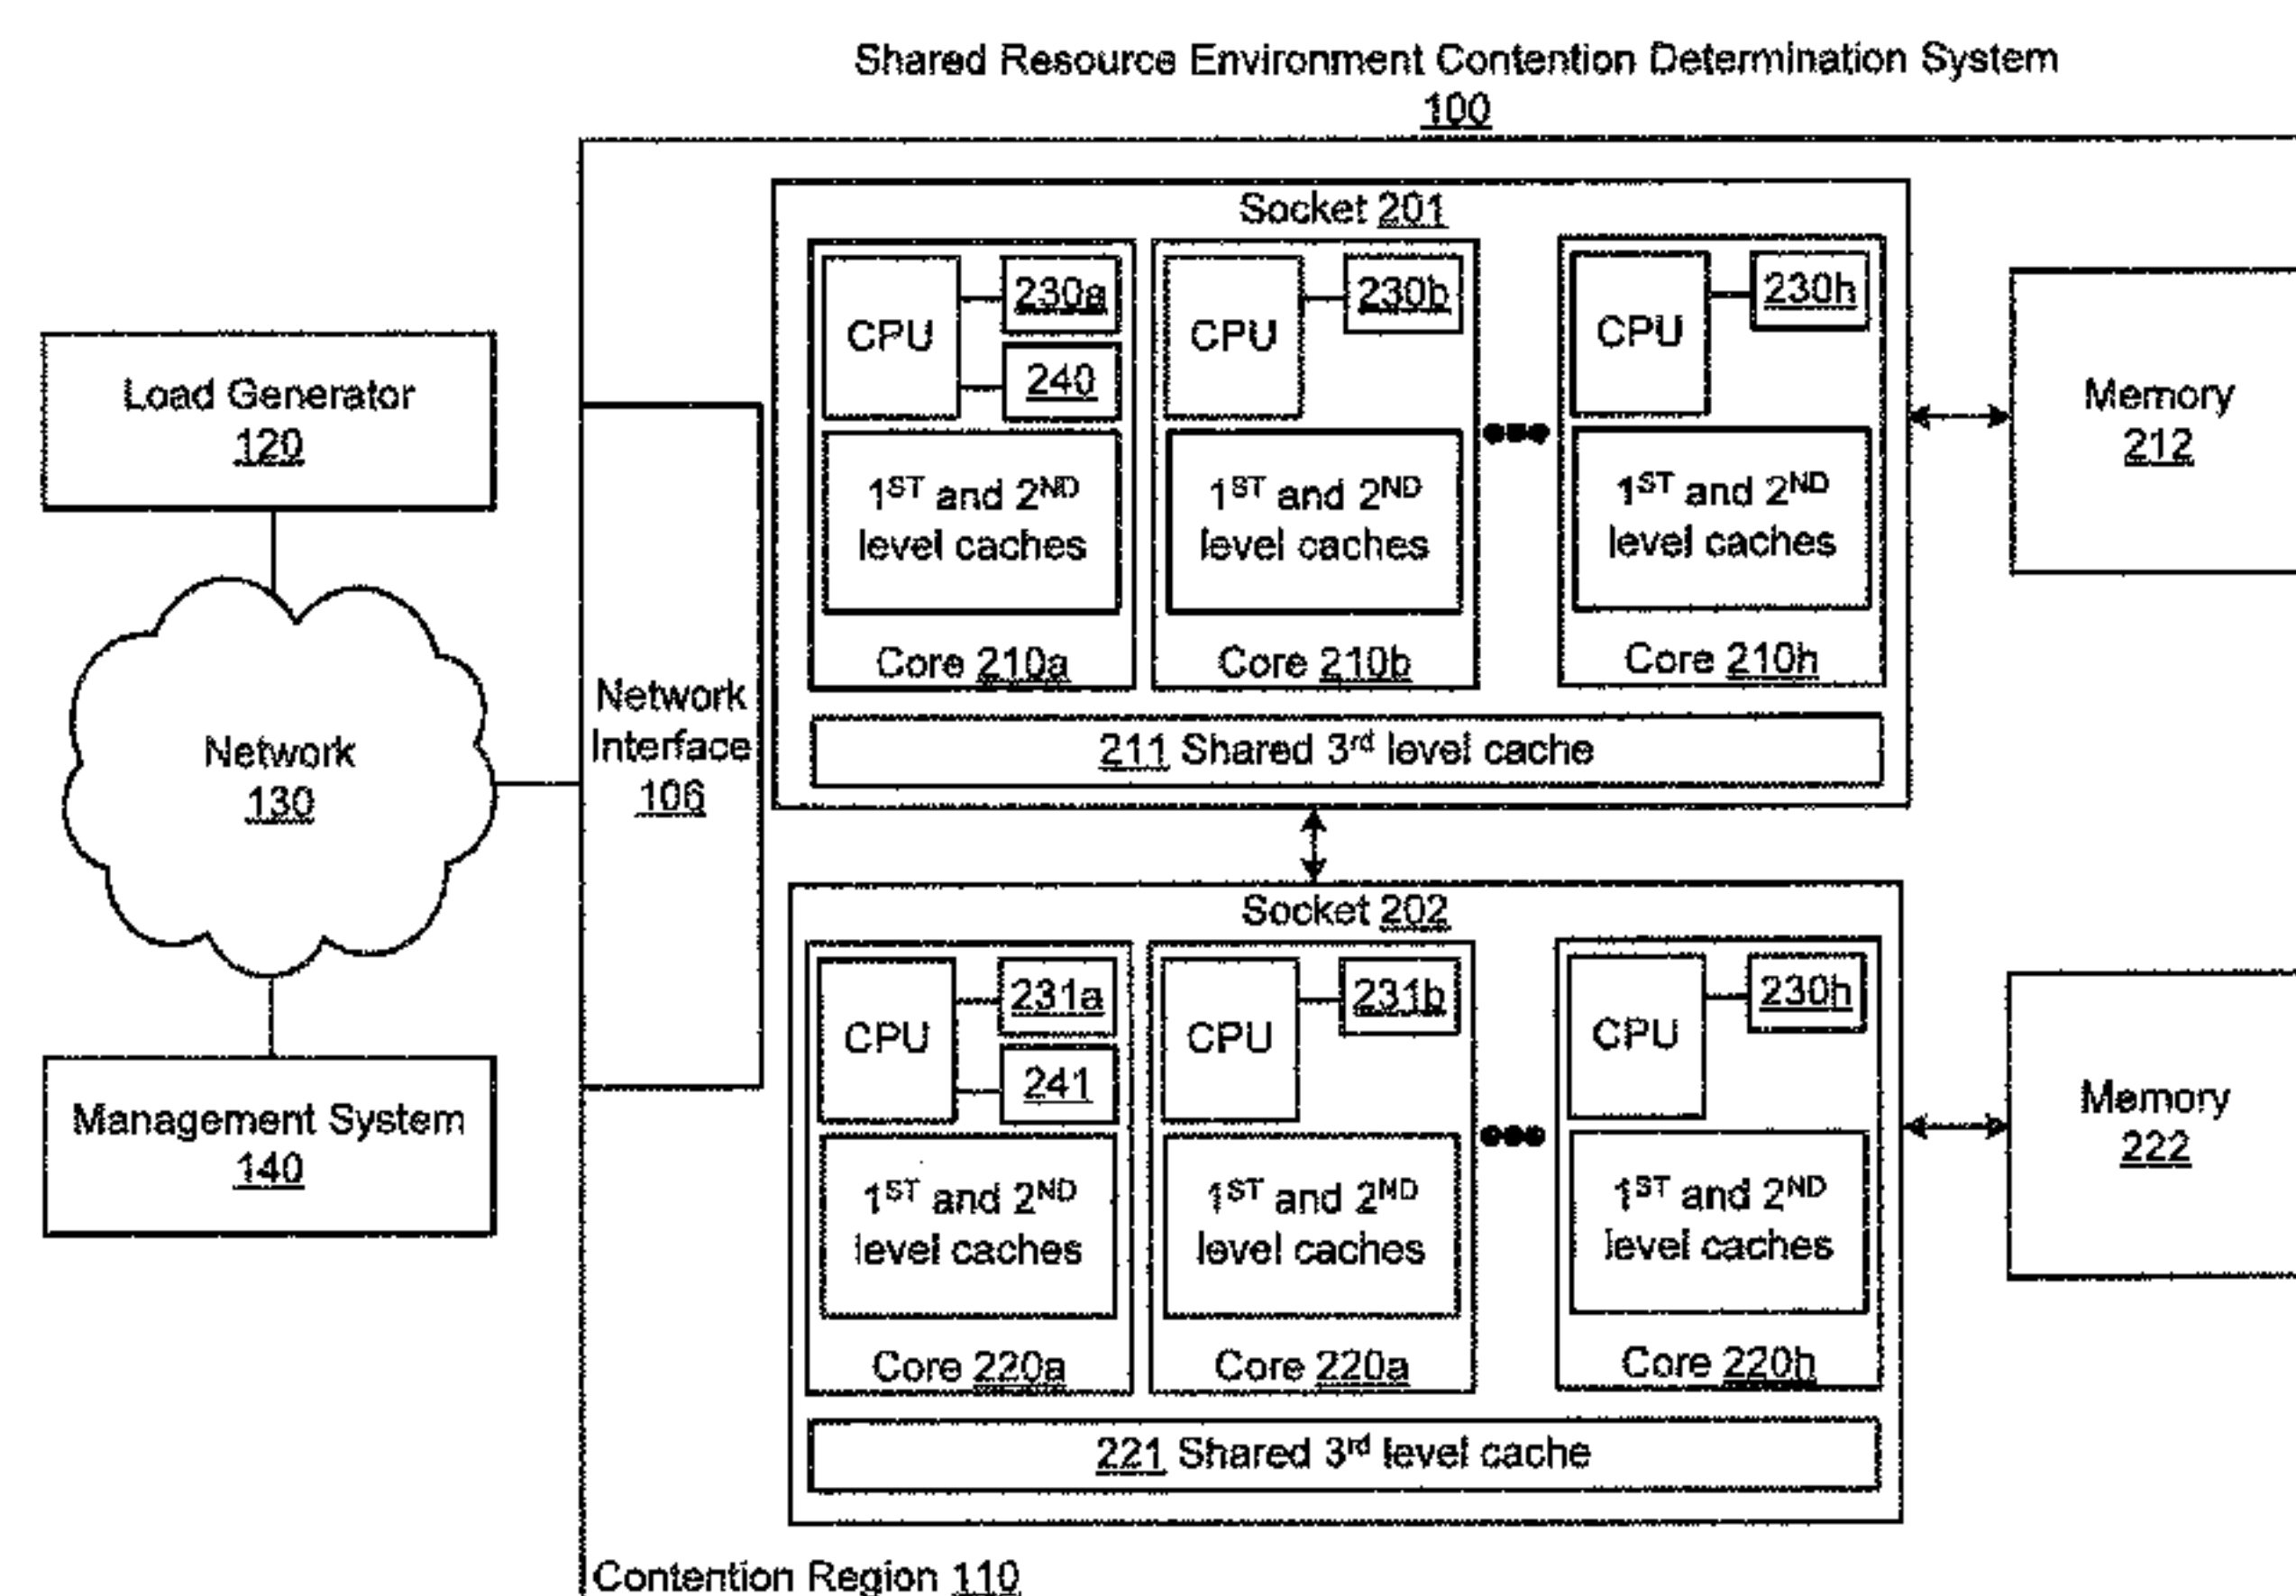 Shared Resource Environment Contention Determination System
100
Load Generator
120
Network
130
Management System
140
Network
Interface
106
Socket 201
CPU
230a
240
1ST and 2ND
level caches
Core 210a
CPU
230b
1ST and 2ND
level caches
Core 210b
CPU
230h
1ST and 2ND
level caches
Core 210h
211 Shared 3rd level cache
Memory
212
Socket 202
CPU
231a
241
1ST and 2ND
level caches
Core 220a
CPU
231b
1ST and 2ND
level caches
Core 220a
CPU
230h
1ST and 2ND
level caches
Core 220h
221 Shared 3rd level cache
Memory
222
Contention Region 110